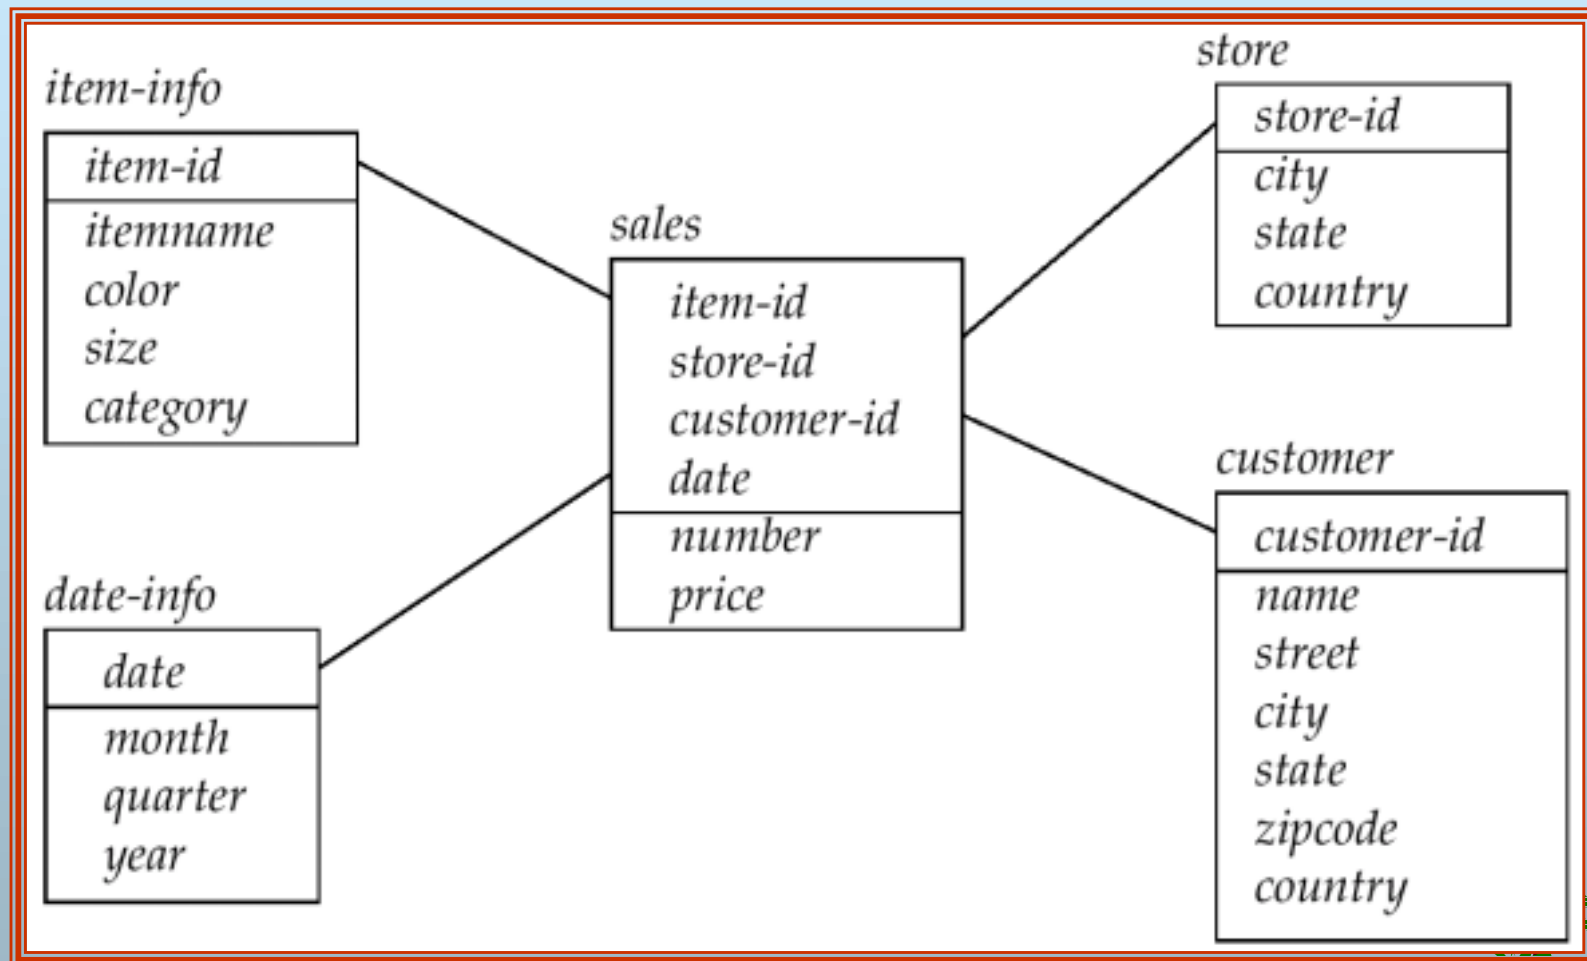 item-info
item-id
itemname
color
size
category
date-info
date
month
quarter
year
sales
item-id
store-id
customer-id
date
number
price
store
store-id
city
state
country
customer
customer-id
name
street
city
state
zipcode
country